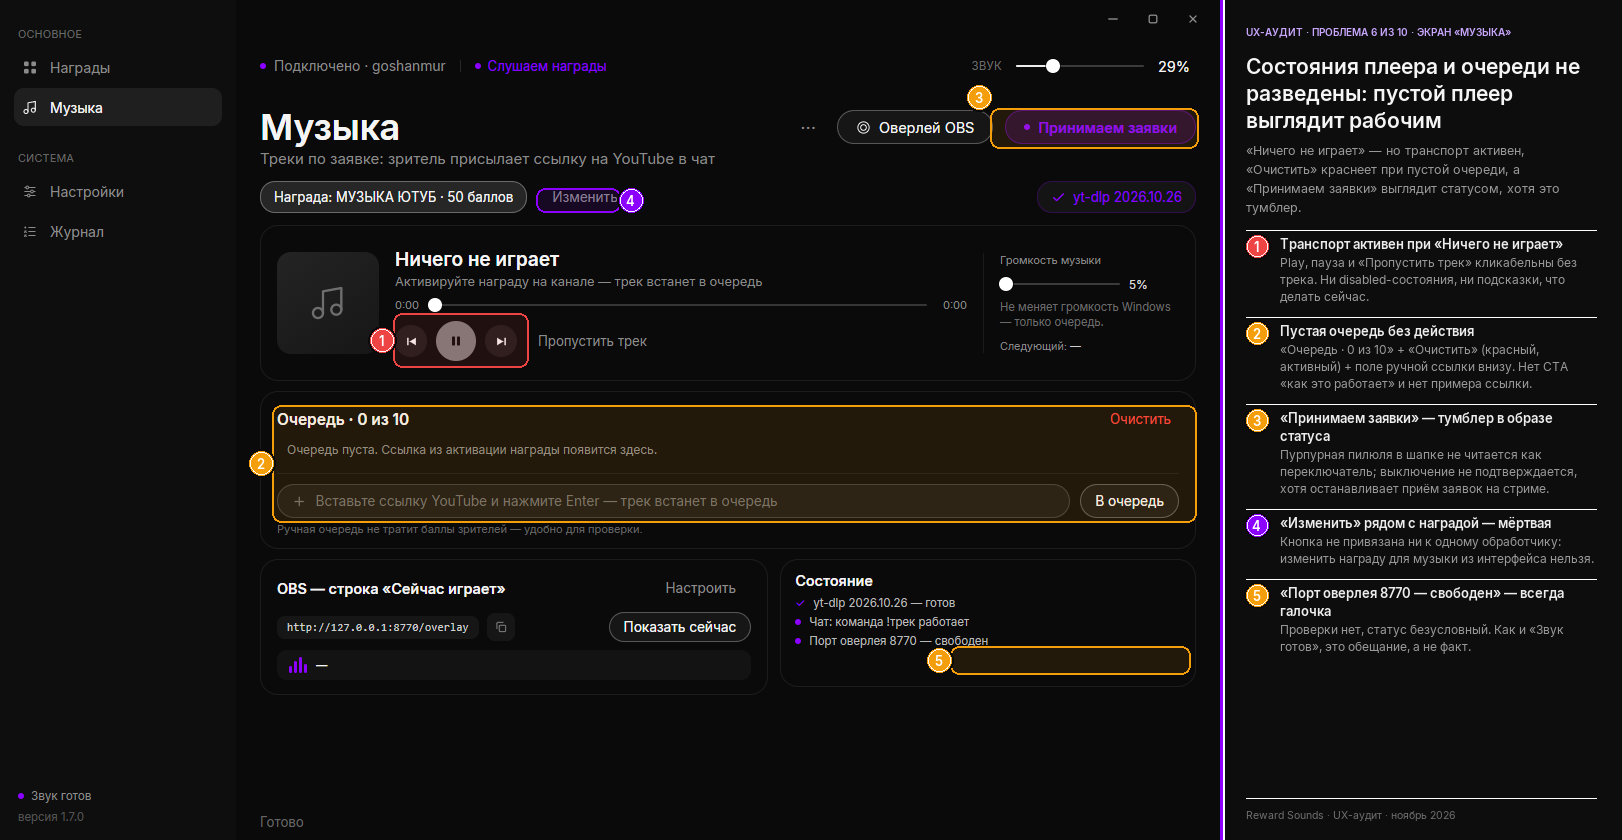 ОСНОВНОЕ
Награды
Музыка
СИСТЕМА
Настройки
Журнал
Звук готов
версия 1.7.0
Подключено · goshanmur
Слушаем награды
ЗВУК
29%
Музыка
Треки по заявке: зритель присылает ссылку на YouTube в чат
···
Оверлей OBS
3
Принимаем заявки
Награда: МУЗЫКА ЮТУБ · 50 баллов
Изменить
4
yt-dlp 2026.10.26
Ничего не играет
Активируйте награду на канале — трек встанет в очередь
0:00
0:00
1
Пропустить трек
Громкость музыки
5%
Не меняет громкость Windows
— только очередь.
Следующий: —
Очередь · 0 из 10
Очистить
2
Очередь пуста. Ссылка из активации награды появится здесь.
Вставьте ссылку YouTube и нажмите Enter — трек встанет в очередь
В очередь
Ручная очередь не тратит баллы зрителей — удобно для проверки.
OBS — строка «Сейчас играет»
Настроить
http://127.0.0.1:8770/overlay
Показать сейчас
—
Состояние
yt-dlp 2026.10.26 — готов
Чат: команда !трек работает
Порт оверлея 8770 — свободен
5
Готово
UX-АУДИТ · ПРОБЛЕМА 6 ИЗ 10 · ЭКРАН «МУЗЫКА»
Состояния плеера и очереди не
разведены: пустой плеер
выглядит рабочим
«Ничего не играет» — но транспорт активен,
«Очистить» краснеет при пустой очереди, а
«Принимаем заявки» выглядит статусом, хотя это
тумблер.
1
Транспорт активен при «Ничего не играет»
Play, пауза и «Пропустить трек» кликабельны без
трека. Ни disabled-состояния, ни подсказки, что
делать сейчас.
2
Пустая очередь без действия
«Очередь · 0 из 10» + «Очистить» (красный,
активный) + поле ручной ссылки внизу. Нет CTA
«как это работает» и нет примера ссылки.
3
«Принимаем заявки» — тумблер в образе
статуса
Пурпурная пилюля в шапке не читается как
переключатель; выключение не подтверждается,
хотя останавливает приём заявок на стриме.
4
«Изменить» рядом с наградой — мёртвая
Кнопка не привязана ни к одному обработчику:
изменить награду для музыки из интерфейса нельзя.
5
«Порт оверлея 8770 — свободен» — всегда
галочка
Проверки нет, статус безусловный. Как и «Звук
готов», это обещание, а не факт.
Reward Sounds · UX-аудит · ноябрь 2026